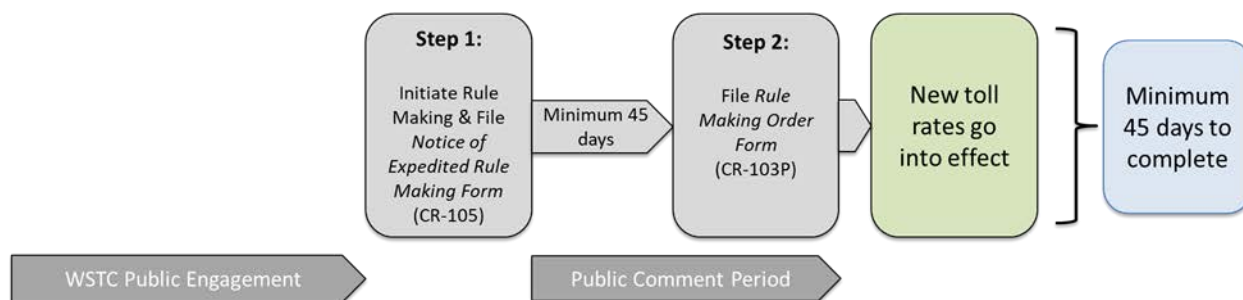 Step 1:
Initiate Rule
Making & File
Notice of
Expedited Rule
Making Form
(CR-105)
Minimum 45
days
Step 2:
File Rule
Making Order
Form
(CR-103P)
New toll
rates go
into effect
Minimum
45 days to
complete
WSTC Public Engagement
Public Comment Period